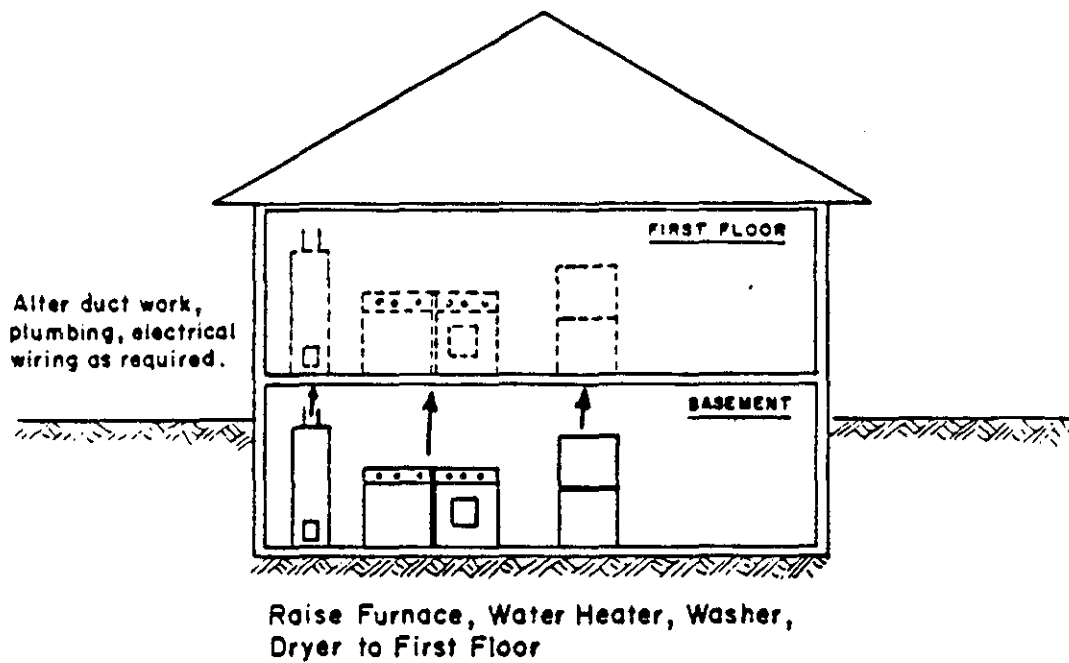 FIRST FLOOR
Alter duct work,
plumbing, electrical
wiring as required.
BASEMENT
Raise Furnace, Water Heater, Washer,
Dryer to First Floor